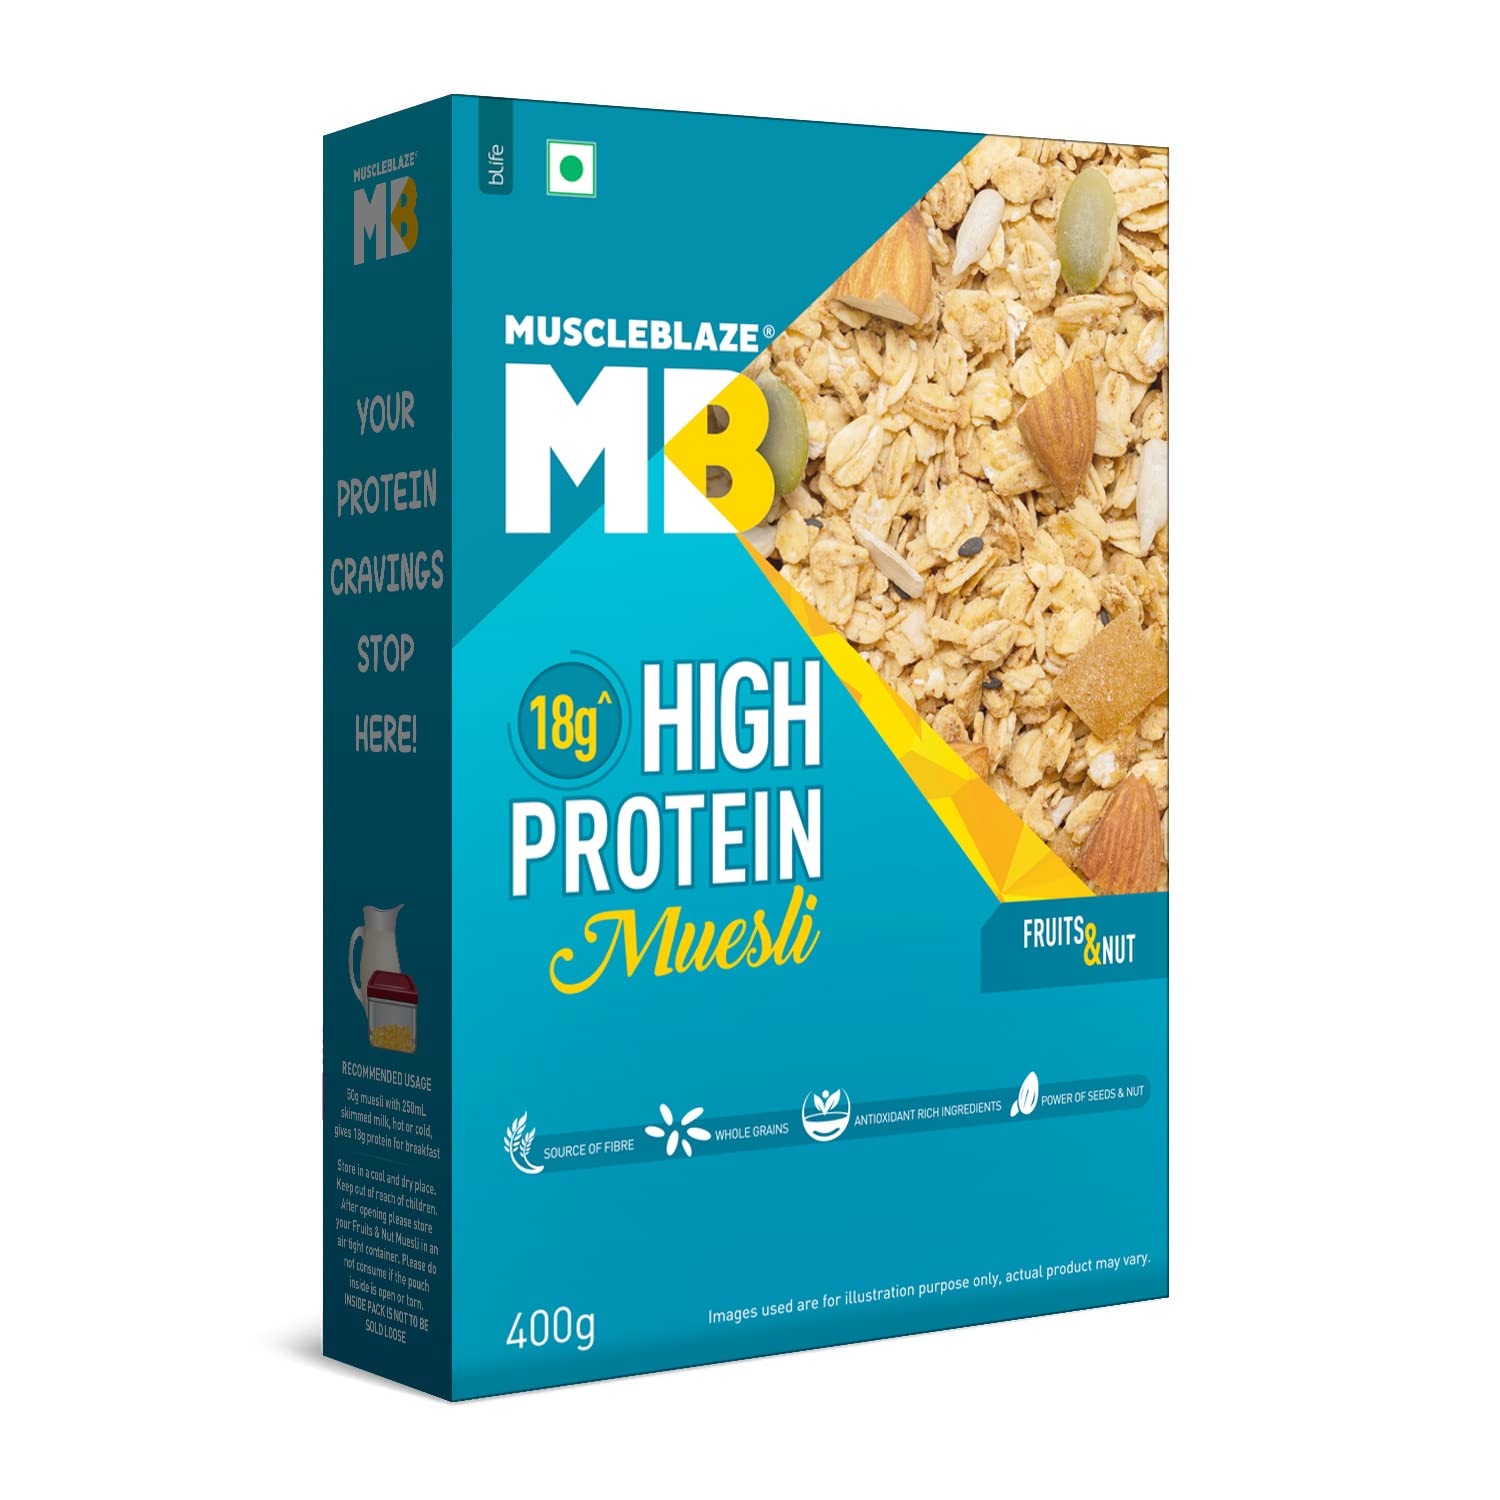 MUSCLEBLAZE
MB
YOUR
PROTEIN
CRAVINGS
STOP
HERE!
RECOMMENDED USAGE
50g muesli with 250mL
skimmed milk, hot or cold,
gives 18g protein for breakfast
Store in a cool and dry place.
Keep out of reach of children.
After opening please store
your Fruits & Nut Muesli in an
air tight container. Please do
not consume if the pouch
inside is open or torn.
INSIDE PACK IS NOT TO BE
SOLD LOOSE
bLife
MUSCLEBLAZE®
MB
18g^ HIGH
PROTEIN
Muesli
FRUITS & NUT
SOURCE OF FIBRE
WHOLE GRAINS
ANTIOXIDANT RICH INGREDIENTS
POWER OF SEEDS & NUT
Images used are for illustration purpose only, actual product may vary.
400g